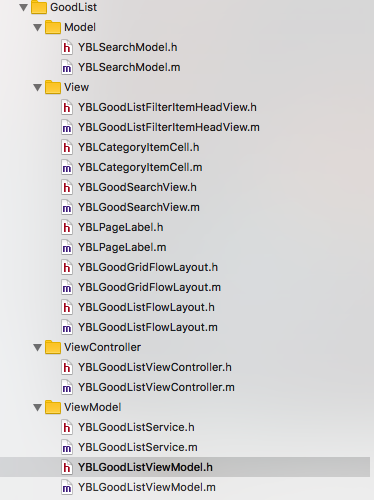 GoodList
Model
h YBLSearchModel.h
m YBLSearchModel.m
View
h YBLGoodListFilterItemHeadView.h
m YBLGoodListFilterItemHeadView.m
h YBLCategoryItemCell.h
m YBLCategoryItemCell.m
h YBLGoodSearchView.h
m YBLGoodSearchView.m
h YBLPageLabel.h
m YBLPageLabel.m
h YBLGoodGridFlowLayout.h
m YBLGoodGridFlowLayout.m
h YBLGoodListFlowLayout.h
m YBLGoodListFlowLayout.m
ViewController
h YBLGoodListViewController.h
m YBLGoodListViewController.m
ViewModel
h YBLGoodListService.h
m YBLGoodListService.m
h YBLGoodListViewModel.h
m YBLGoodListViewModel.m